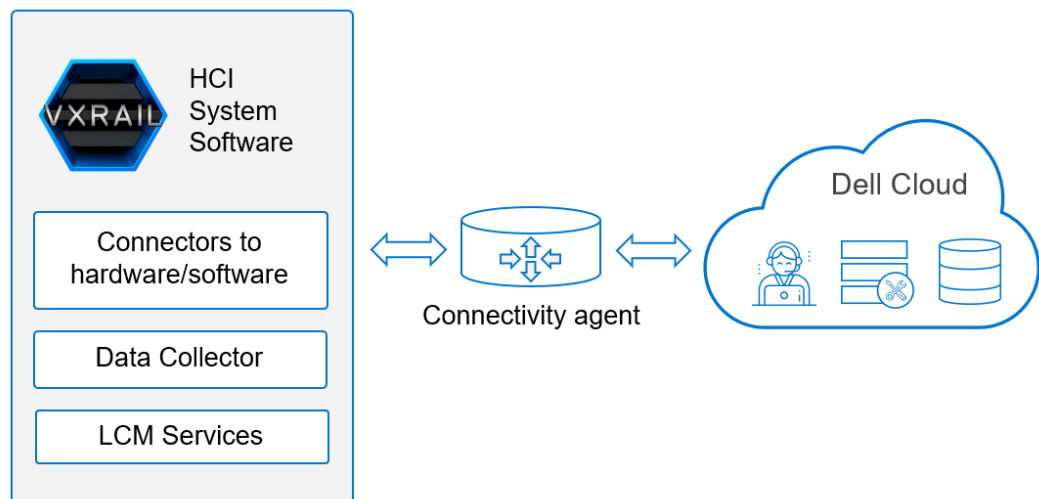 VXRAIL
HCI
System
Software
Connectors to
hardware/software
Data Collector
LCM Services
Connectivity agent
Dell Cloud